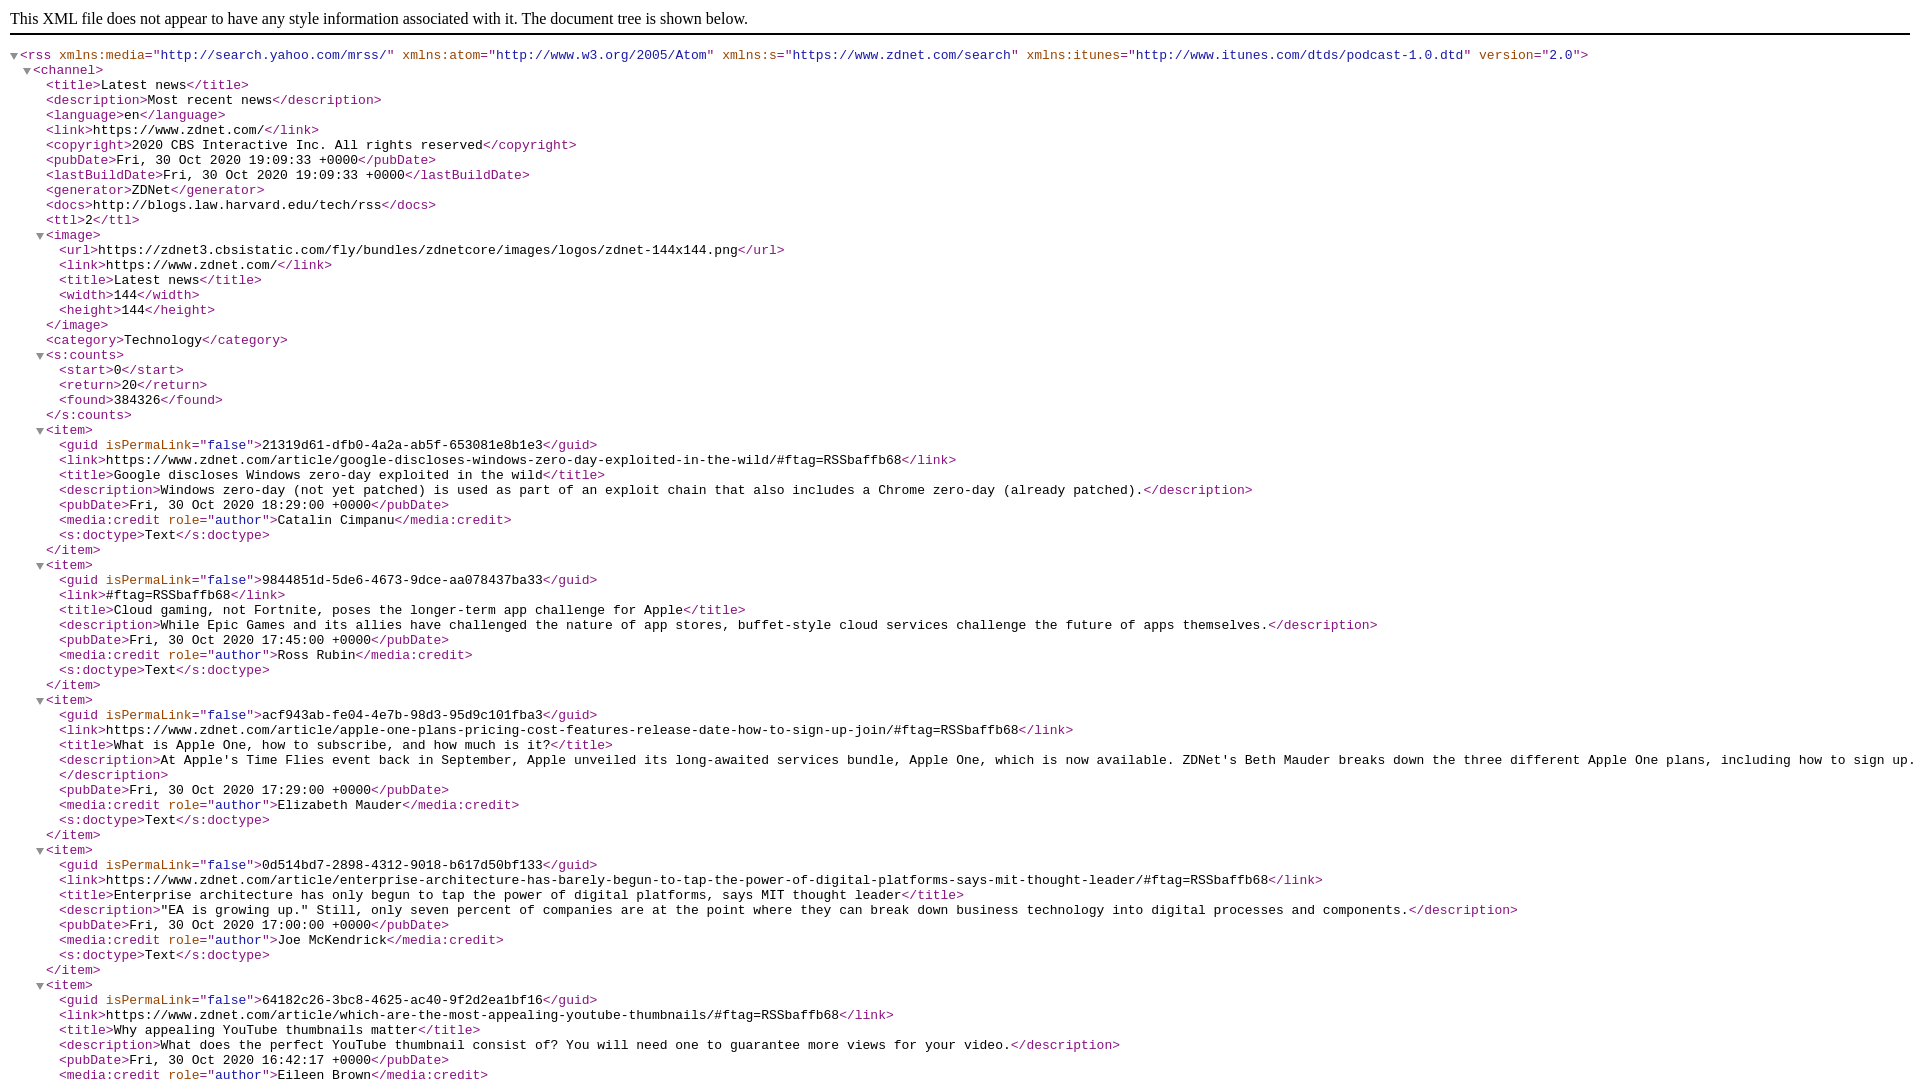 This XML file does not appear to have any style information associated with it. The document tree is shown below.
<rss xmlns:media="http://search.yahoo.com/mrss/" xmlns:atom="http://www.w3.org/2005/Atom" xmlns:s="https://www.zdnet.com/search" xmlns:itunes="http://www.itunes.com/dtds/podcast-1.0.dtd" version="2.0">
<channel>
<title>Latest news</title>
<description>Most recent news</description>
<language>en</language>
<link>https://www.zdnet.com/</link>
<copyright>2020 CBS Interactive Inc. All rights reserved</copyright>
<pubDate>Fri, 30 Oct 2020 19:09:33 +0000</pubDate>
<lastBuildDate>Fri, 30 Oct 2020 19:09:33 +0000</lastBuildDate>
<generator>ZDNet</generator>
<docs>http://blogs.law.harvard.edu/tech/rss</docs>
<ttl>2</ttl>
<image>
<url>https://zdnet3.cbsistatic.com/fly/bundles/zdnetcore/images/logos/zdnet-144x144.png</url>
<link>https://www.zdnet.com/</link>
<title>Latest news</title>
<width>144</width>
<height>144</height>
</image>
<category>Technology</category>
<s:counts>
<start>0</start>
<return>20</return>
<found>384326</found>
</s:counts>
<item>
<guid isPermaLink="false">21319d61-dfb0-4a2a-ab5f-653081e8b1e3</guid>
<link>https://www.zdnet.com/article/google-discloses-windows-zero-day-exploited-in-the-wild/#ftag=RSSbaffb68</link>
<title>Google discloses Windows zero-day exploited in the wild</title>
<description>Windows zero-day (not yet patched) is used as part of an exploit chain that also includes a Chrome zero-day (already patched).</description>
<pubDate>Fri, 30 Oct 2020 18:29:00 +0000</pubDate>
<media:credit role="author">Catalin Cimpanu</media:credit>
<s:doctype>Text</s:doctype>
</item>
<item>
<guid isPermaLink="false">9844851d-5de6-4673-9dce-aa078437ba33</guid>
<link>#ftag=RSSbaffb68</link>
<title>Cloud gaming, not Fortnite, poses the longer-term app challenge for Apple</title>
<description>While Epic Games and its allies have challenged the nature of app stores, buffet-style cloud services challenge the future of apps themselves.</description>
<pubDate>Fri, 30 Oct 2020 17:45:00 +0000</pubDate>
<media:credit role="author">Ross Rubin</media:credit>
<s:doctype>Text</s:doctype>
</item>
<item>
<guid isPermaLink="false">acf943ab-fe04-4e7b-98d3-95d9c101fba3</guid>
<link>https://www.zdnet.com/article/apple-one-plans-pricing-cost-features-release-date-how-to-sign-up-join/#ftag=RSSbaffb68</link>
<title>What is Apple One, how to subscribe, and how much is it?</title>
<description>At Apple's Time Flies event back in September, Apple unveiled its long-awaited services bundle, Apple One, which is now available. ZDNet's Beth Mauder breaks down the three different Apple One plans, including how to sign up.
</description>
<pubDate>Fri, 30 Oct 2020 17:29:00 +0000</pubDate>
<media:credit role="author">Elizabeth Mauder</media:credit>
<s:doctype>Text</s:doctype>
</item>
<item>
<guid isPermaLink="false">0d514bd7-2898-4312-9018-b617d50bf133</guid>
<link>https://www.zdnet.com/article/enterprise-architecture-has-barely-begun-to-tap-the-power-of-digital-platforms-says-mit-thought-leader/#ftag=RSSbaffb68</link>
<title>Enterprise architecture has only begun to tap the power of digital platforms, says MIT thought leader</title>
<description>"EA is growing up." Still, only seven percent of companies are at the point where they can break down business technology into digital processes and components.</description>
<pubDate>Fri, 30 Oct 2020 17:00:00 +0000</pubDate>
<media:credit role="author">Joe McKendrick</media:credit>
<s:doctype>Text</s:doctype>
</item>
<item>
<guid isPermaLink="false">64182c26-3bc8-4625-ac40-9f2d2ea1bf16</guid>
<link>https://www.zdnet.com/article/which-are-the-most-appealing-youtube-thumbnails/#ftag=RSSbaffb68</link>
<title>Why appealing YouTube thumbnails matter</title>
<description>What does the perfect YouTube thumbnail consist of? You will need one to guarantee more views for your video.</description>
<pubDate>Fri, 30 Oct 2020 16:42:17 +0000</pubDate>
<media:credit role="author">Eileen Brown</media:credit>